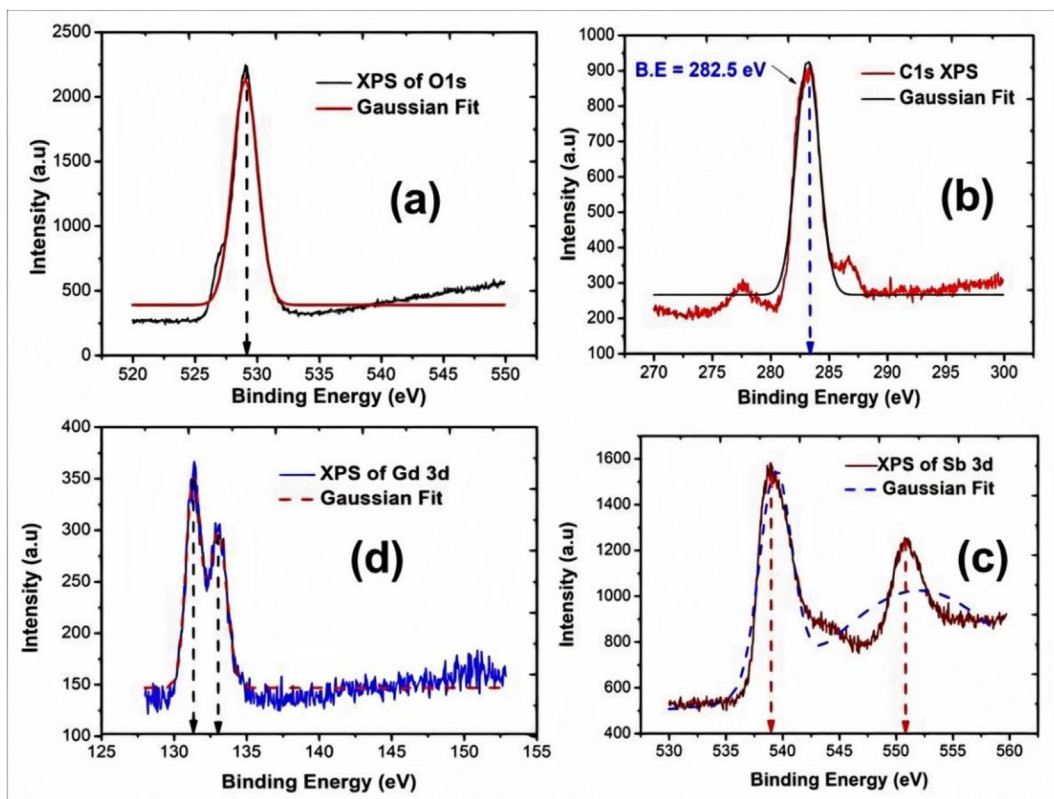 2500
2000
1500
1000
500
0
Intensity (a.u)
XPS of O1s
Gaussian Fit
(a)
520 525 530 535 540 545 550
Binding Energy (eV)
1000
900
800
700
600
500
400
300
200
100
Intensity (a.u)
B.E = 282.5 eV
C1s XPS
Gaussian Fit
(b)
270 275 280 285 290 295 300
Binding Energy (eV)
400
350
300
250
200
150
100
Intensity (a.u)
XPS of Gd 3d
Gaussian Fit
(d)
125 130 135 140 145 150 155
Binding Energy (eV)
1600
1400
1200
1000
800
600
400
Intensity (a.u)
XPS of Sb 3d
Gaussian Fit
(c)
530 535 540 545 550 555 560
Binding Energy (eV)